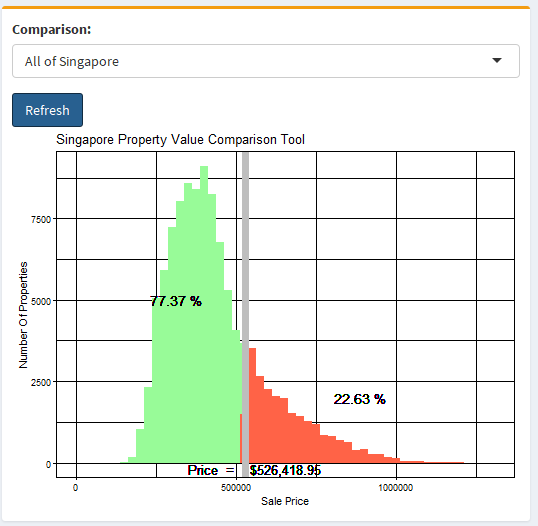 Comparison:
All of Singapore
Refresh
Singapore Property Value Comparison Tool
Number Of Properties
7500
5000
2500
0
77.37 %
22.63 %
Price = $526,418.95
0
500000
1000000
Sale Price